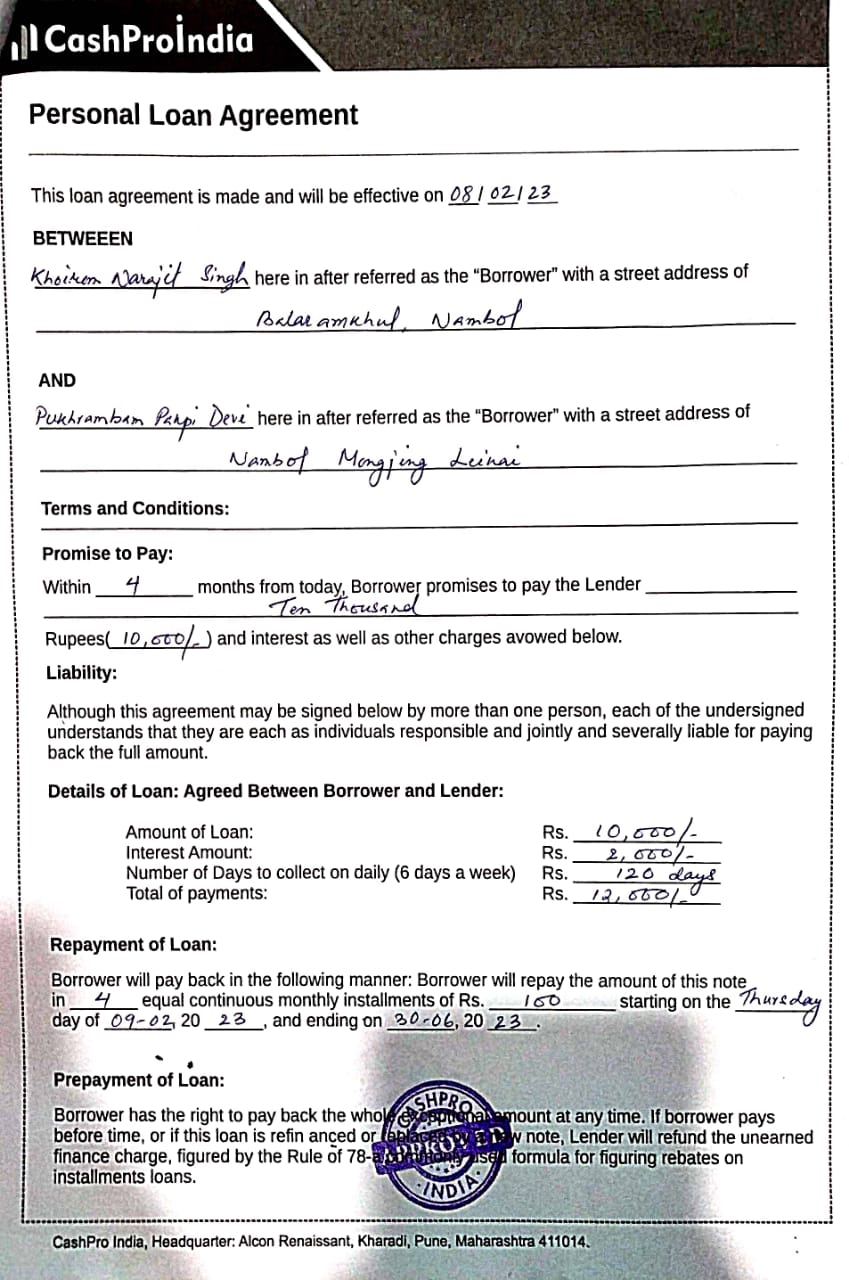 CashProIndia
Personal Loan Agreement
This loan agreement is made and will be effective on 08/02/23
BETWEEEN
Khoirom Narajit Singh here in after referred as the “Borrower” with a street address of
Balaramkhul, Nambol
AND
Pukhrambam Pahpi Devi here in after referred as the “Borrower” with a street address of
Nambol Mongjing Leikai
Terms and Conditions:
Promise to Pay:
Within 4 months from today, Borrower promises to pay the Lender
Ten Thousand
Rupees( 10,000/- ) and interest as well as other charges avowed below.
Liability:
Although this agreement may be signed below by more than one person, each of the undersigned
understands that they are each as individuals responsible and jointly and severally liable for paying
back the full amount.
Details of Loan: Agreed Between Borrower and Lender:
Amount of Loan: Rs. 10,000/-
Interest Amount: Rs. 2,000/-
Number of Days to collect on daily (6 days a week) Rs. 120 days
Total of payments: Rs. 12,000/-
Repayment of Loan:
Borrower will pay back in the following manner: Borrower will repay the amount of this note
in 4 equal continuous monthly installments of Rs. 100 starting on the Thursday
day of 09-02, 20 23, and ending on 30-06, 20 23.
Prepayment of Loan:
Borrower has the right to pay back the whole exceptional amount at any time. If borrower pays
before time, or if this loan is refin anced or replaced by a new note, Lender will refund the unearned
finance charge, figured by the Rule of 78-a commonly used formula for figuring rebates on
installments loans.
CASHPRO
APPROVED
INDIA
CashPro India, Headquarter: Alcon Renaissant, Kharadi, Pune, Maharashtra 411014.